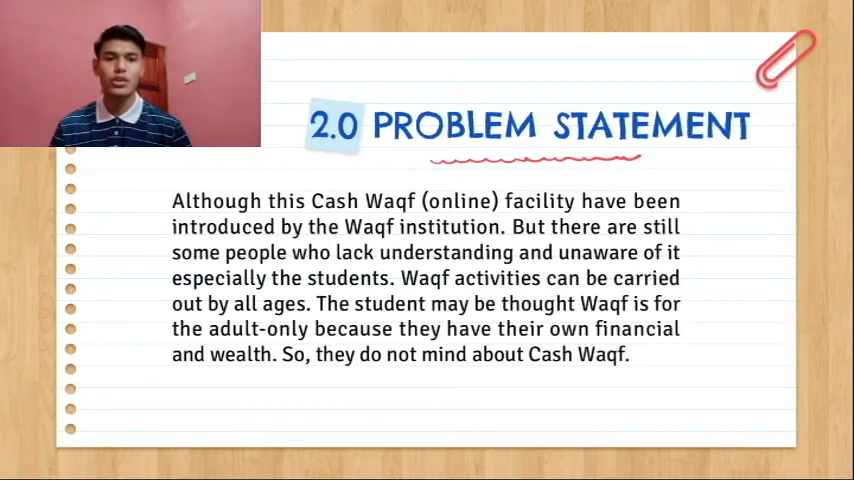 2.0 PROBLEM STATEMENT
Although this Cash Waqf (online) facility have been
introduced by the Waqf institution. But there are still
some people who lack understanding and unaware of it
especially the students. Waqf activities can be carried
out by all ages. The student may be thought Waqf is for
the adult-only because they have their own financial
and wealth. So, they do not mind about Cash Waqf.